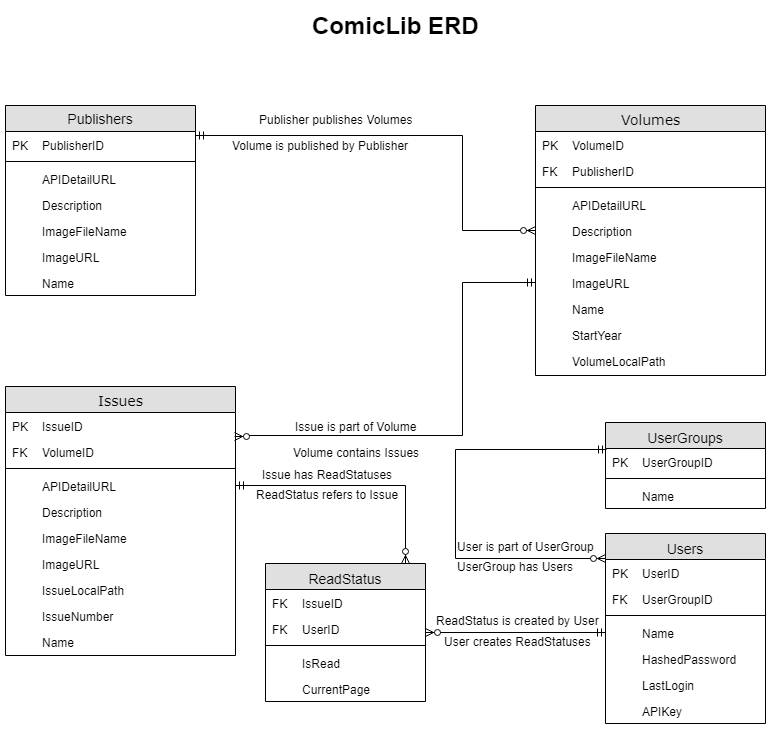 ComicLib ERD
Publishers
PK PublisherID
APIDetailURL
Description
ImageFileName
ImageURL
Name
Publisher publishes Volumes
Volume is published by Publisher
Volumes
PK VolumeID
FK PublisherID
APIDetailURL
Description
ImageFileName
ImageURL
Name
StartYear
VolumeLocalPath
Issues
PK IssueID
FK VolumeID
APIDetailURL
Description
ImageFileName
ImageURL
IssueLocalPath
IssueNumber
Name
Issue is part of Volume
Volume contains Issues
Issue has ReadStatuses
ReadStatus refers to Issue
UserGroups
PK UserGroupID
Name
User is part of UserGroup
UserGroup has Users
ReadStatus
FK IssueID
FK UserID
IsRead
CurrentPage
ReadStatus is created by User
User creates ReadStatuses
Users
PK UserID
FK UserGroupID
Name
HashedPassword
LastLogin
APIKey